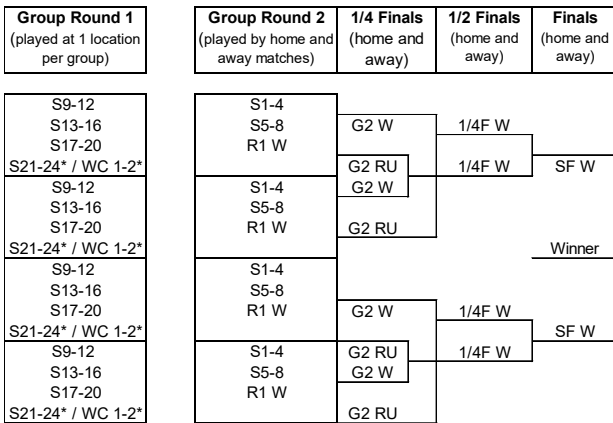 Group Round 1
(played at 1 location
per group)
Group Round 2
(played by home and
away matches)
1/4 Finals
(home and
away)
1/2 Finals
(home and
away)
Finals
(home and
away)
S9-12
S13-16
S17-20
S21-24* / WC 1-2*
S9-12
S13-16
S17-20
S21-24* / WC 1-2*
S9-12
S13-16
S17-20
S21-24* / WC 1-2*
S9-12
S13-16
S17-20
S21-24* / WC 1-2*
S1-4
S5-8
R1 W
S1-4
S5-8
R1 W
S1-4
S5-8
R1 W
S1-4
S5-8
R1 W
G2 W
G2 RU
G2 W
G2 RU
G2 W
G2 RU
G2 W
G2 RU
1/4F W
1/4F W
1/4F W
1/4F W
SF W
Winner
SF W